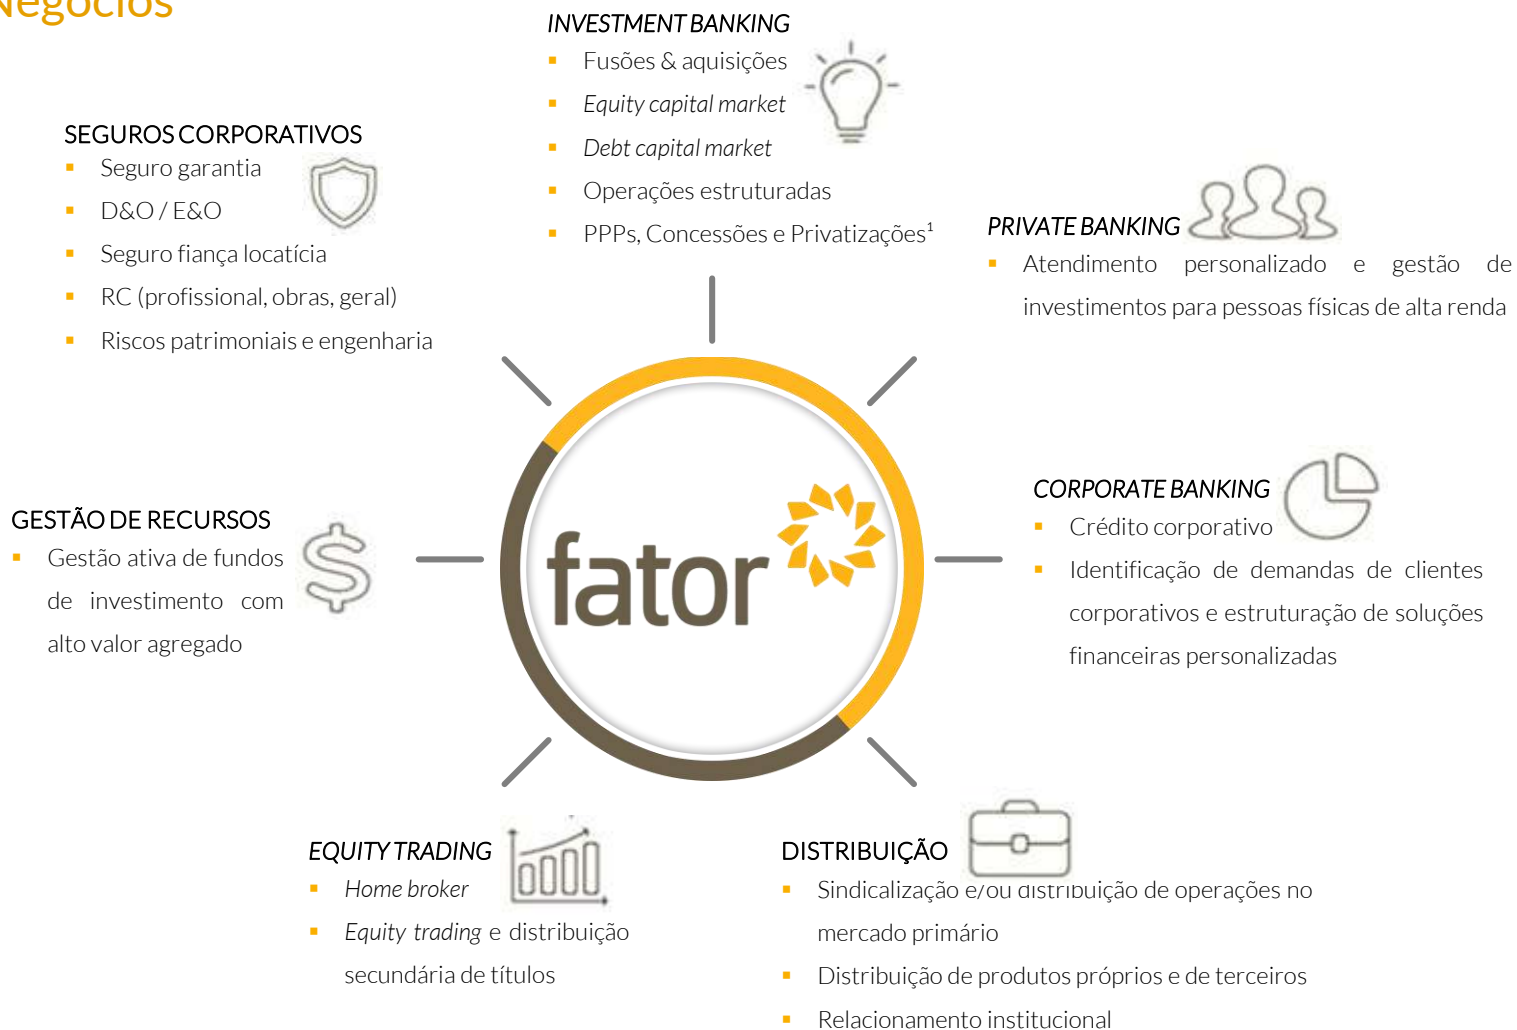 Negócios
INVESTMENT BANKING
Fusões & aquisições
Equity capital market
Debt capital market
Operações estruturadas
PPPs, Concessões e Privatizações¹
SEGUROS CORPORATIVOS
Seguro garantia
D&O / E&O
Seguro fiança locatícia
RC (profissional, obras, geral)
Riscos patrimoniais e engenharia
PRIVATE BANKING
Atendimento personalizado e gestão de
investimentos para pessoas físicas de alta renda
GESTÃO DE RECURSOS
Gestão ativa de fundos
de investimento com
alto valor agregado
fator
CORPORATE BANKING
Crédito corporativo
Identificação de demandas de clientes
corporativos e estruturação de soluções
financeiras personalizadas
EQUITY TRADING
Home broker
Equity trading e distribuição
secundária de títulos
DISTRIBUIÇÃO
Sindicalização e/ou distribuição de operações no
mercado primário
Distribuição de produtos próprios e de terceiros
Relacionamento institucional